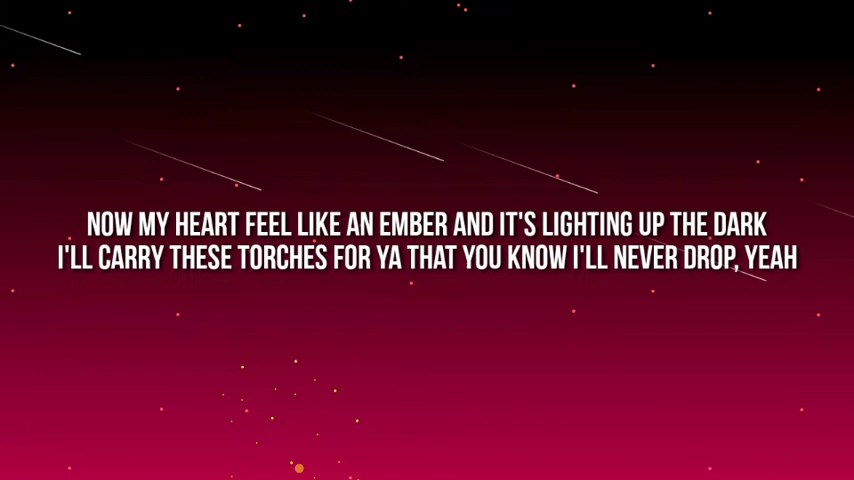 NOW MY HEART FEEL LIKE AN EMBER AND IT'S LIGHTING UP THE DARK
I'LL CARRY THESE TORCHES FOR YA THAT YOU KNOW I'LL NEVER DROP, YEAH